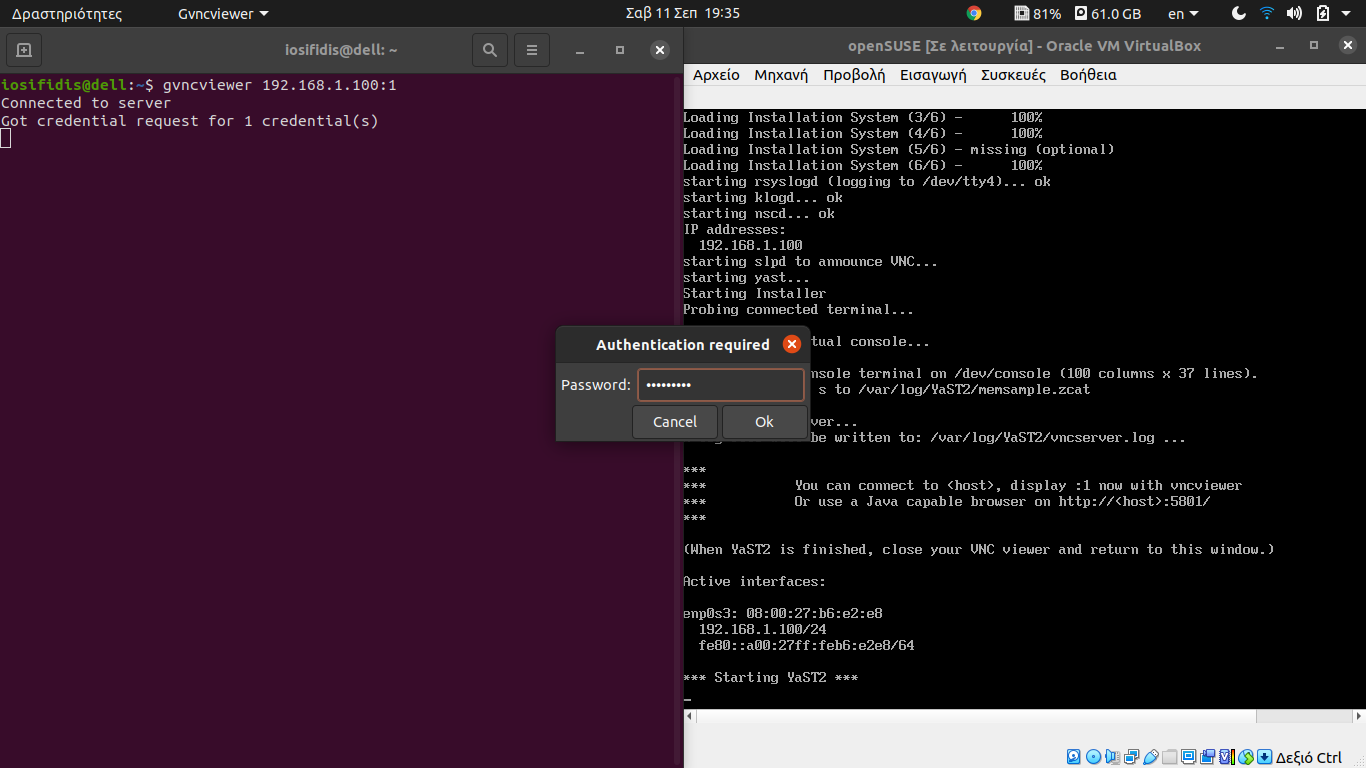 Δραστηριότητες Gvncviewer Σαβ 11 Σεπ 19:35 81% 61.0 GB en
iosifidis@dell: ~
iosifidis@dell:~$ gvncviewer 192.168.1.100:1
Connected to server
Got credential request for 1 credential(s)
openSUSE [Σε λειτουργία] - Oracle VM VirtualBox
Αρχείο Μηχανή Προβολή Εισαγωγή Συσκευές Βοήθεια
Loading Installation System (3/6) - 100%
Loading Installation System (4/6) - 100%
Loading Installation System (5/6) - missing (optional)
Loading Installation System (6/6) - 100%
starting rsyslogd (logging to /dev/tty4)... ok
starting klogd... ok
starting nscd... ok
IP addresses:
192.168.1.100
starting slpd to announce VNC...
starting yast...
Starting Installer
Probing connected terminal...
tual console...
nsole terminal on /dev/console (100 columns x 37 lines).
s to /var/log/YaST2/memsample.zcat
ver...
be written to: /var/log/YaST2/vncserver.log ...
***
*** You can connect to <host>, display :1 now with vncviewer
*** Or use a Java capable browser on http://<host>:5801/
***
(When YaST2 is finished, close your VNC viewer and return to this window.)
Active interfaces:
enp0s3: 08:00:27:b6:e2:e8
192.168.1.100/24
fe80::a00:27ff:feb6:e2e8/64
*** Starting YaST2 ***
Authentication required
Password: •••••••••
Cancel Ok
Δεξιό Ctrl